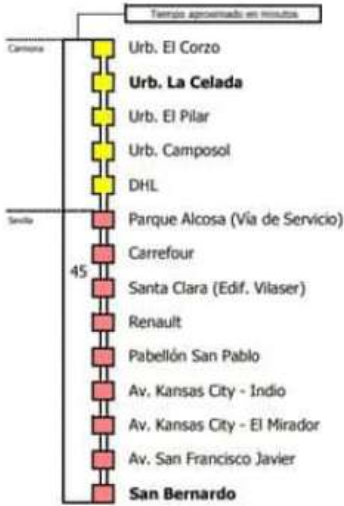 Tiempo aproximado en minutos
Carmona
Urb. El Corzo
Urb. La Celada
Urb. El Pilar
Urb. Camposol
DHL
Sevilla
Parque Alcosa (Vía de Servicio)
Carrefour
45
Santa Clara (Edif. Vilaser)
Renault
Pabellón San Pablo
Av. Kansas City - Indio
Av. Kansas City - El Mirador
Av. San Francisco Javier
San Bernardo